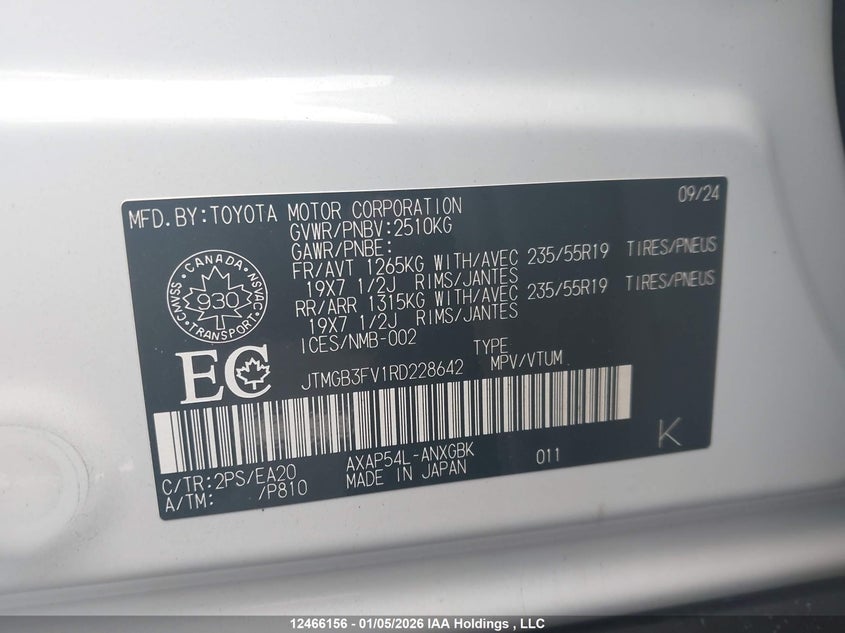 09/24
MFD.BY:TOYOTA MOTOR CORPORATION
GVWR/PNBV:2510KG
GAWR/PNBE:
FR/AVT 1265KG WITH/AVEC 235/55R19 TIRES/PNEUS
19X7 1/2J RIMS/JANTES
RR/ARR 1315KG WITH/AVEC 235/55R19 TIRES/PNEUS
19X7 1/2J RIMS/JANTES
ICES/NMB-002
CANADA
CMVSS
NSVAC
930
TRANSPORT
EC
TYPE
JTMGB3FV1RD228642 MPV/VTUM
K
C/TR:2PS/EA20 AXAP54L-ANXGBK 011
A/TM: /P810 MADE IN JAPAN
12466156 - 01/05/2026 IAA Holdings , LLC